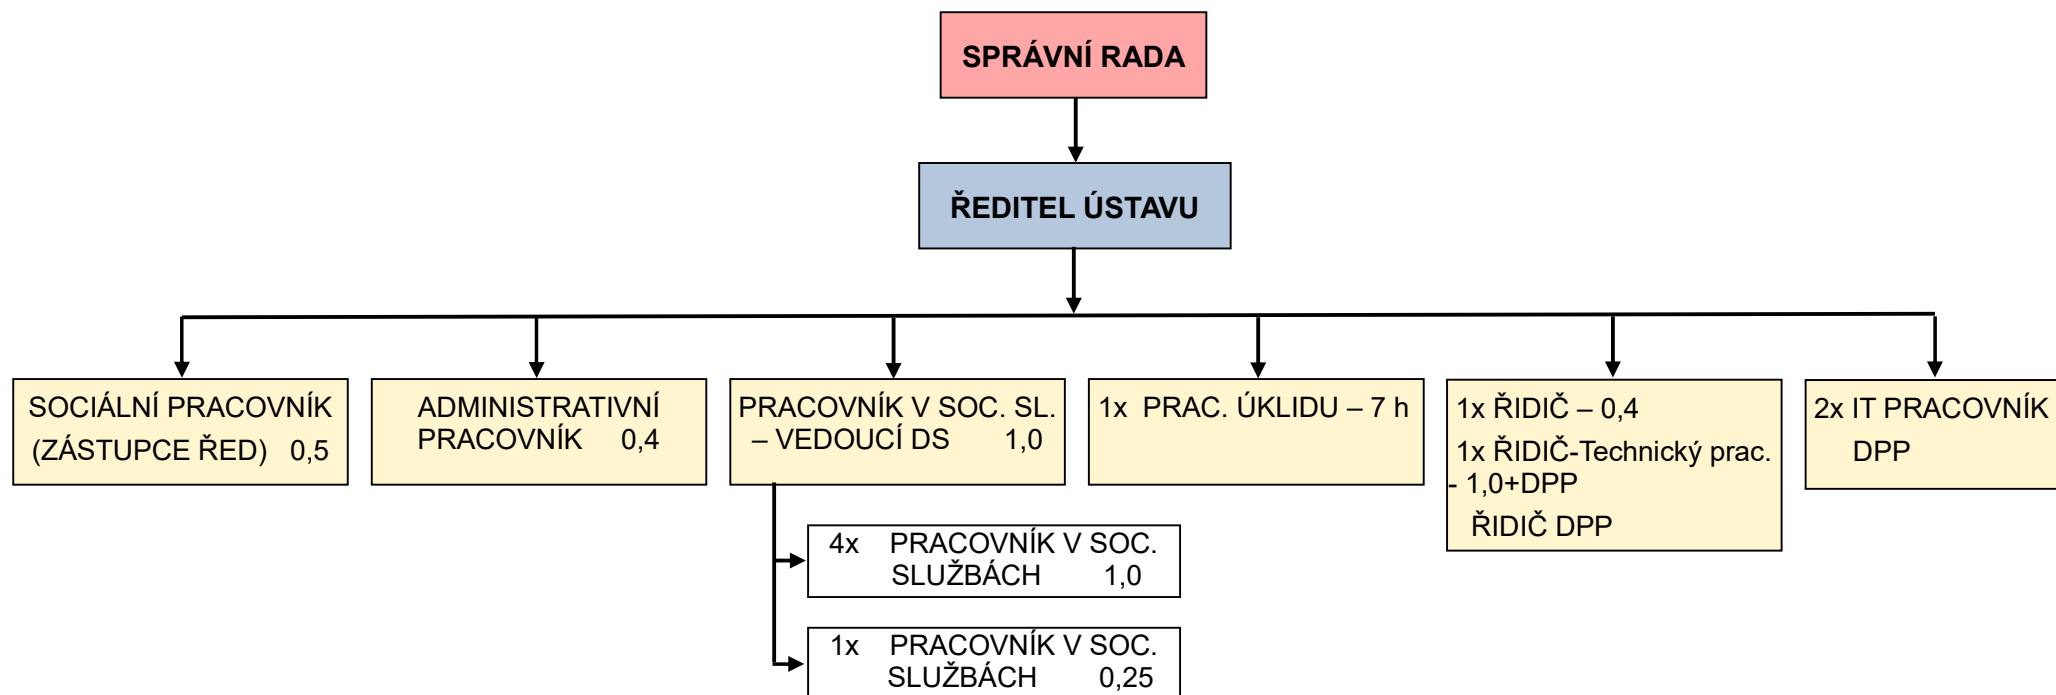 SPRÁVNÍ RADA
ŘEDITEL ÚSTAVU
SOCIÁLNÍ PRACOVNÍK
(ZÁSTUPCE ŘED) 0,5
ADMINISTRATIVNÍ
PRACOVNÍK 0,4
PRACOVNÍK V SOC. SL.
– VEDOUCÍ DS 1,0
1x PRAC. ÚKLIDU – 7 h
1x ŘIDIČ – 0,4
1x ŘIDIČ-Technický prac.
- 1,0+DPP
ŘIDIČ DPP
2x IT PRACOVNÍK
DPP
4x PRACOVNÍK V SOC.
SLUŽBÁCH 1,0
1x PRACOVNÍK V SOC.
SLUŽBÁCH 0,25